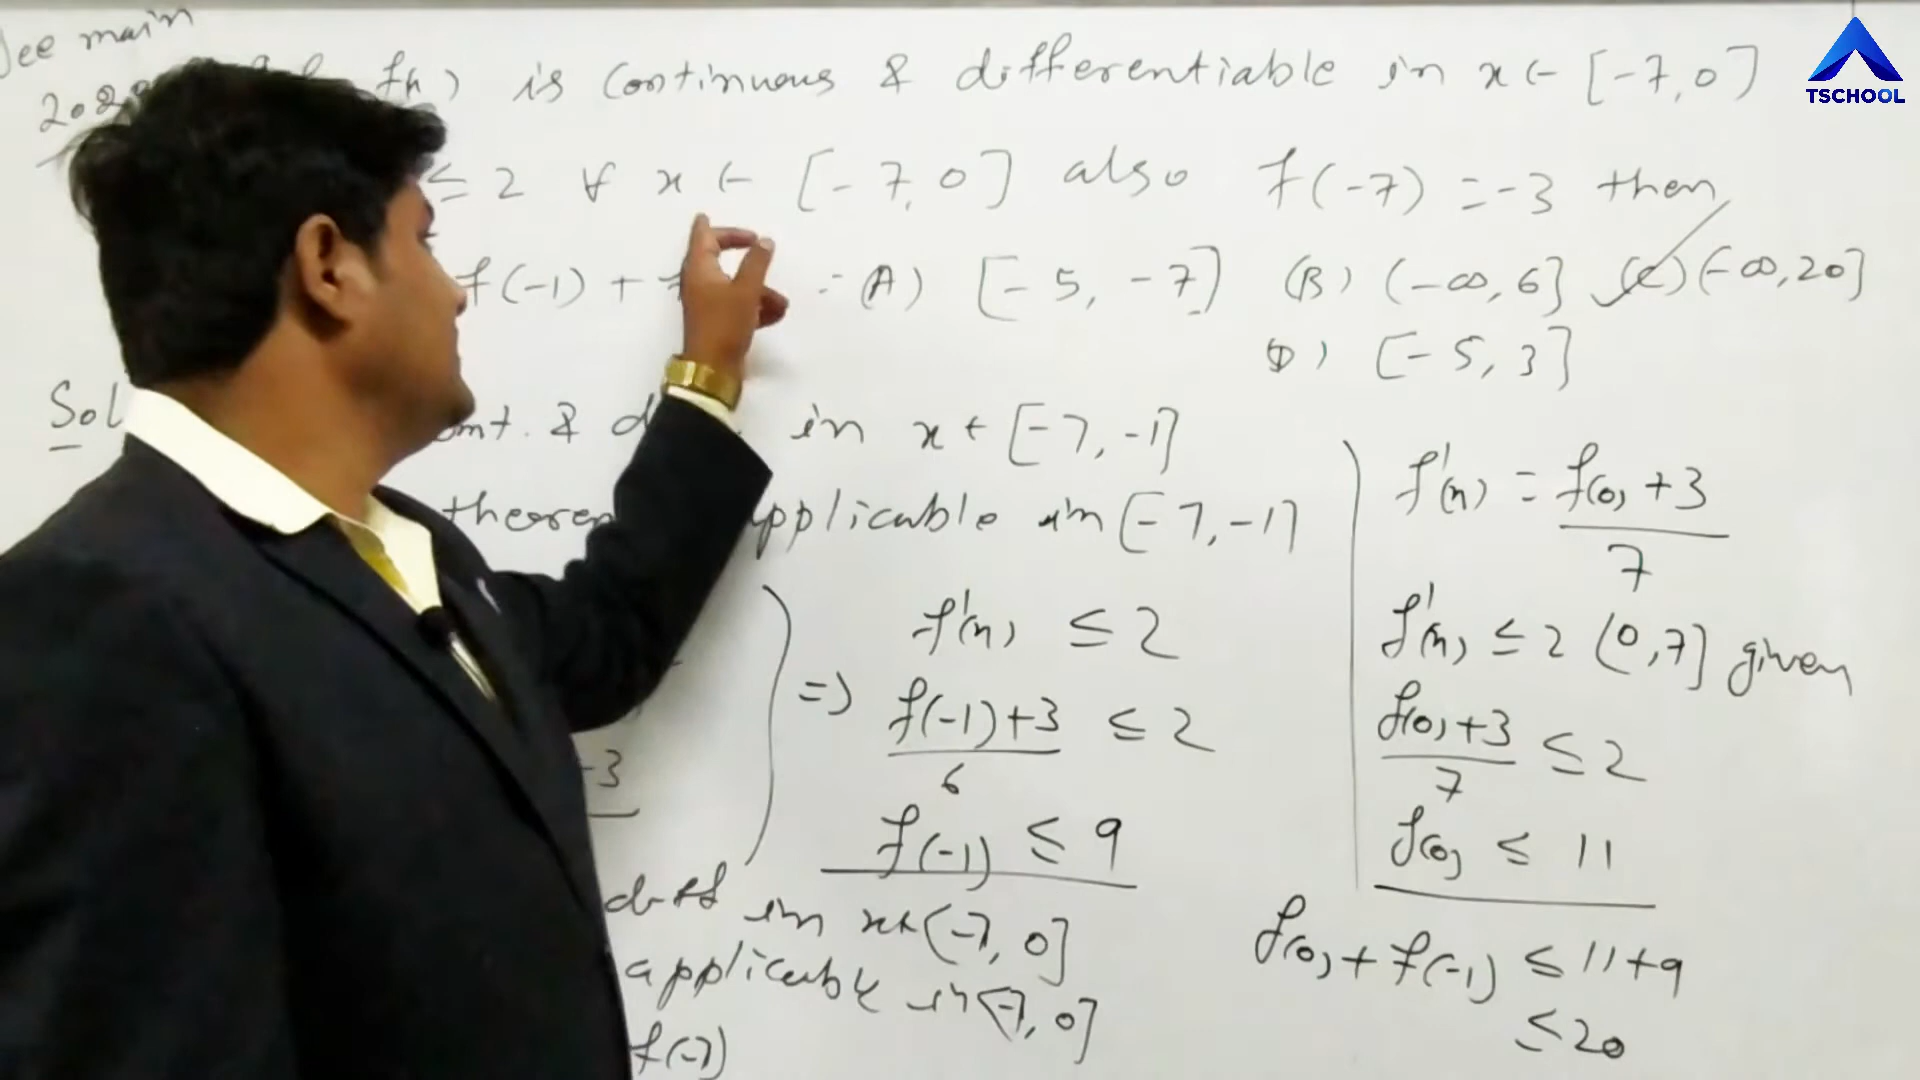 Jee main
f(x) is Continuous & differentiable in x ∈ [-7,0]
≤ 2 ∀ x ∈ [-7,0] also f(-7) = -3 then
f(-1) + = (A) [-5, -7] (B) (-∞,6] (C) (-∞,20]
(D) [-5, 3]
Sol
in x ∈ [-7, -1]
theorem applicable in [-7, -1]
f'(x) ≤ 2
=> f(-1)+3 / 6 ≤ 2
f(-1) ≤ 9
in x ∈ [-7, 0]
applicable in [-7, 0]
f(-7)
f'(x) = f(0)+3 / 7
f'(x) ≤ 2 (0,7] given
f(0)+3 / 7 ≤ 2
f(0) ≤ 11
f(0) + f(-1) ≤ 11+9
≤ 20
TSCHOOL